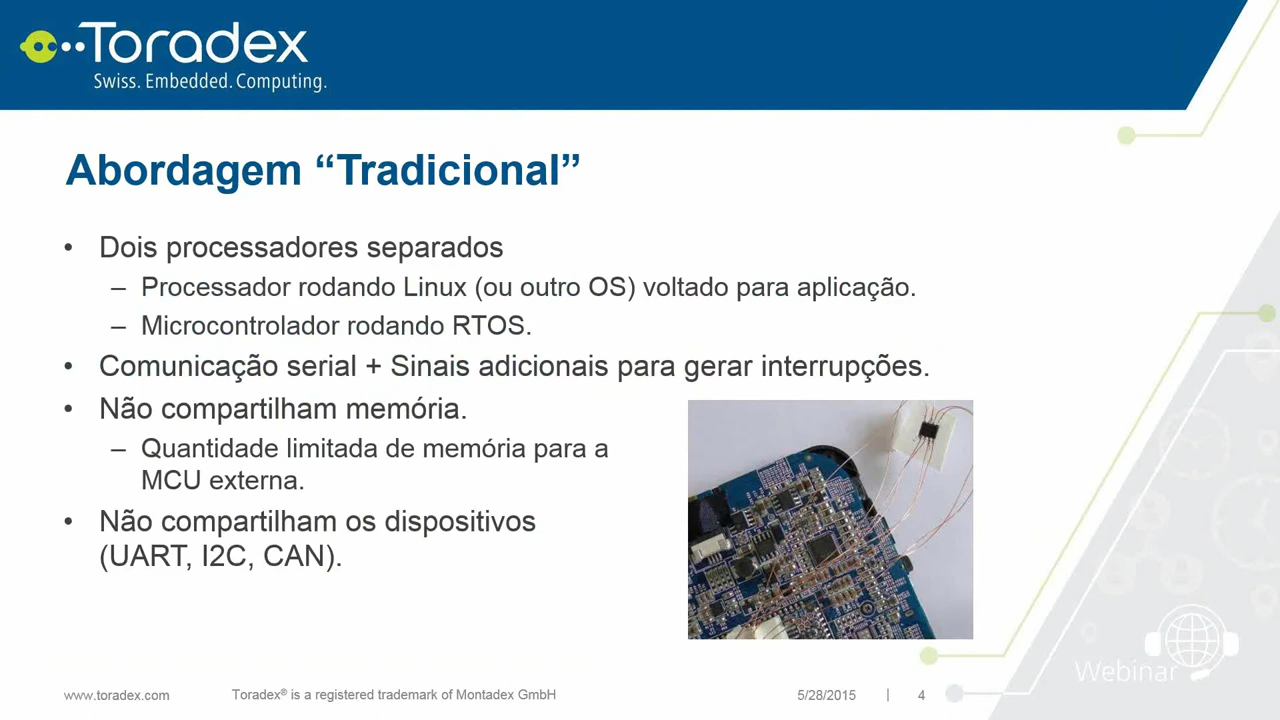 Toradex
Swiss. Embedded. Computing.
Abordagem “Tradicional”
• Dois processadores separados
– Processador rodando Linux (ou outro OS) voltado para aplicação.
– Microcontrolador rodando RTOS.
• Comunicação serial + Sinais adicionais para gerar interrupções.
• Não compartilham memória.
– Quantidade limitada de memória para a
MCU externa.
• Não compartilham os dispositivos
(UART, I2C, CAN).
Webinar
www.toradex.com Toradex® is a registered trademark of Montadex GmbH 5/28/2015 | 4